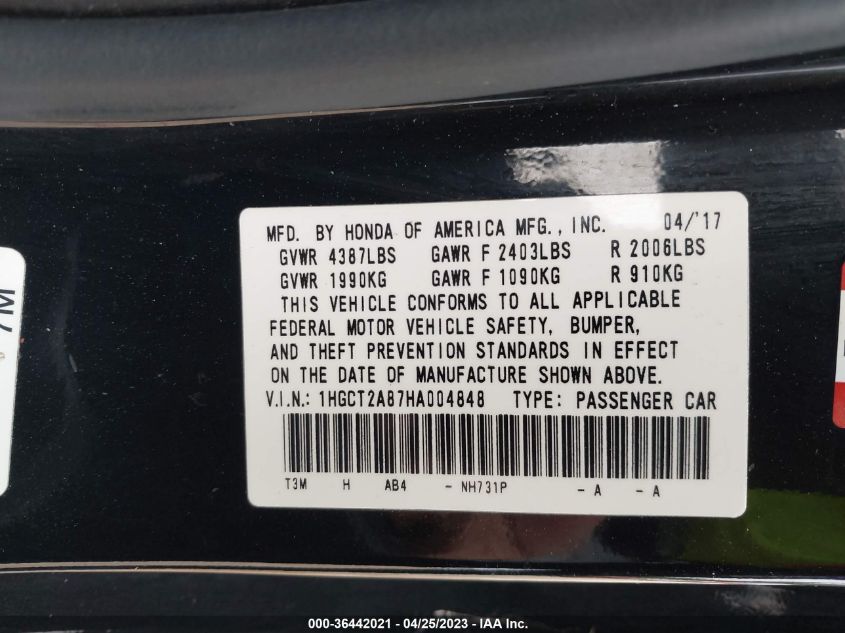 MFD. BY HONDA OF AMERICA MFG., INC. 04/'17
GVWR 4387LBS GAWR F 2403LBS R 2006LBS
GVWR 1990KG GAWR F 1090KG R 910KG
THIS VEHICLE CONFORMS TO ALL APPLICABLE
FEDERAL MOTOR VEHICLE SAFETY, BUMPER,
AND THEFT PREVENTION STANDARDS IN EFFECT
ON THE DATE OF MANUFACTURE SHOWN ABOVE.
V.I.N.: 1HGCT2A87HA004848 TYPE: PASSENGER CAR
T3M H AB4 - NH731P - A - A
7M
000-36442021 - 04/25/2023 - IAA Inc.